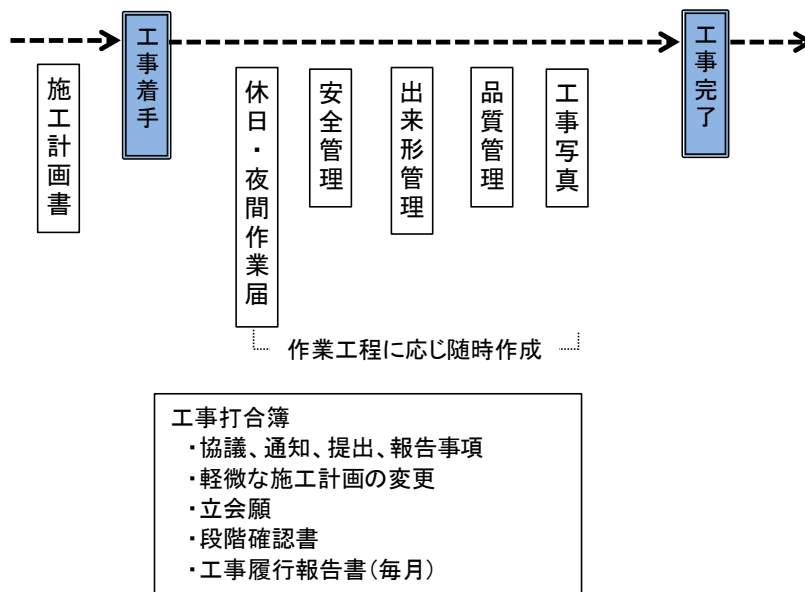 工事着手
工事完了
施工計画書
休日・夜間作業届
安全管理
出来形管理
品質管理
工事写真
作業工程に応じ随時作成
工事打合簿
・協議、通知、提出、報告事項
・軽微な施工計画の変更
・立会願
・段階確認書
・工事履行報告書(毎月)